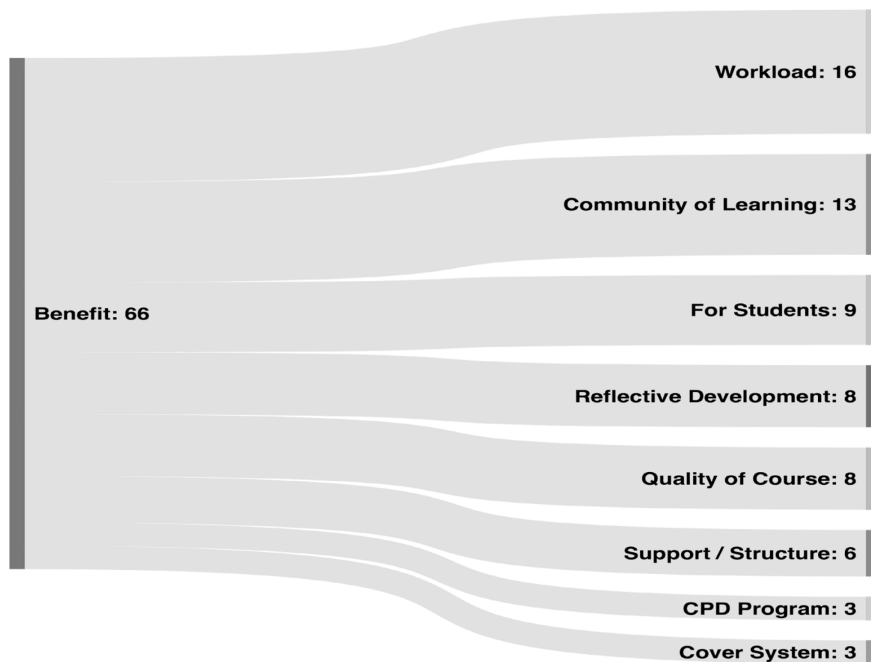 Workload: 16
Community of Learning: 13
Benefit: 66
For Students: 9
Reflective Development: 8
Quality of Course: 8
Support / Structure: 6
CPD Program: 3
Cover System: 3